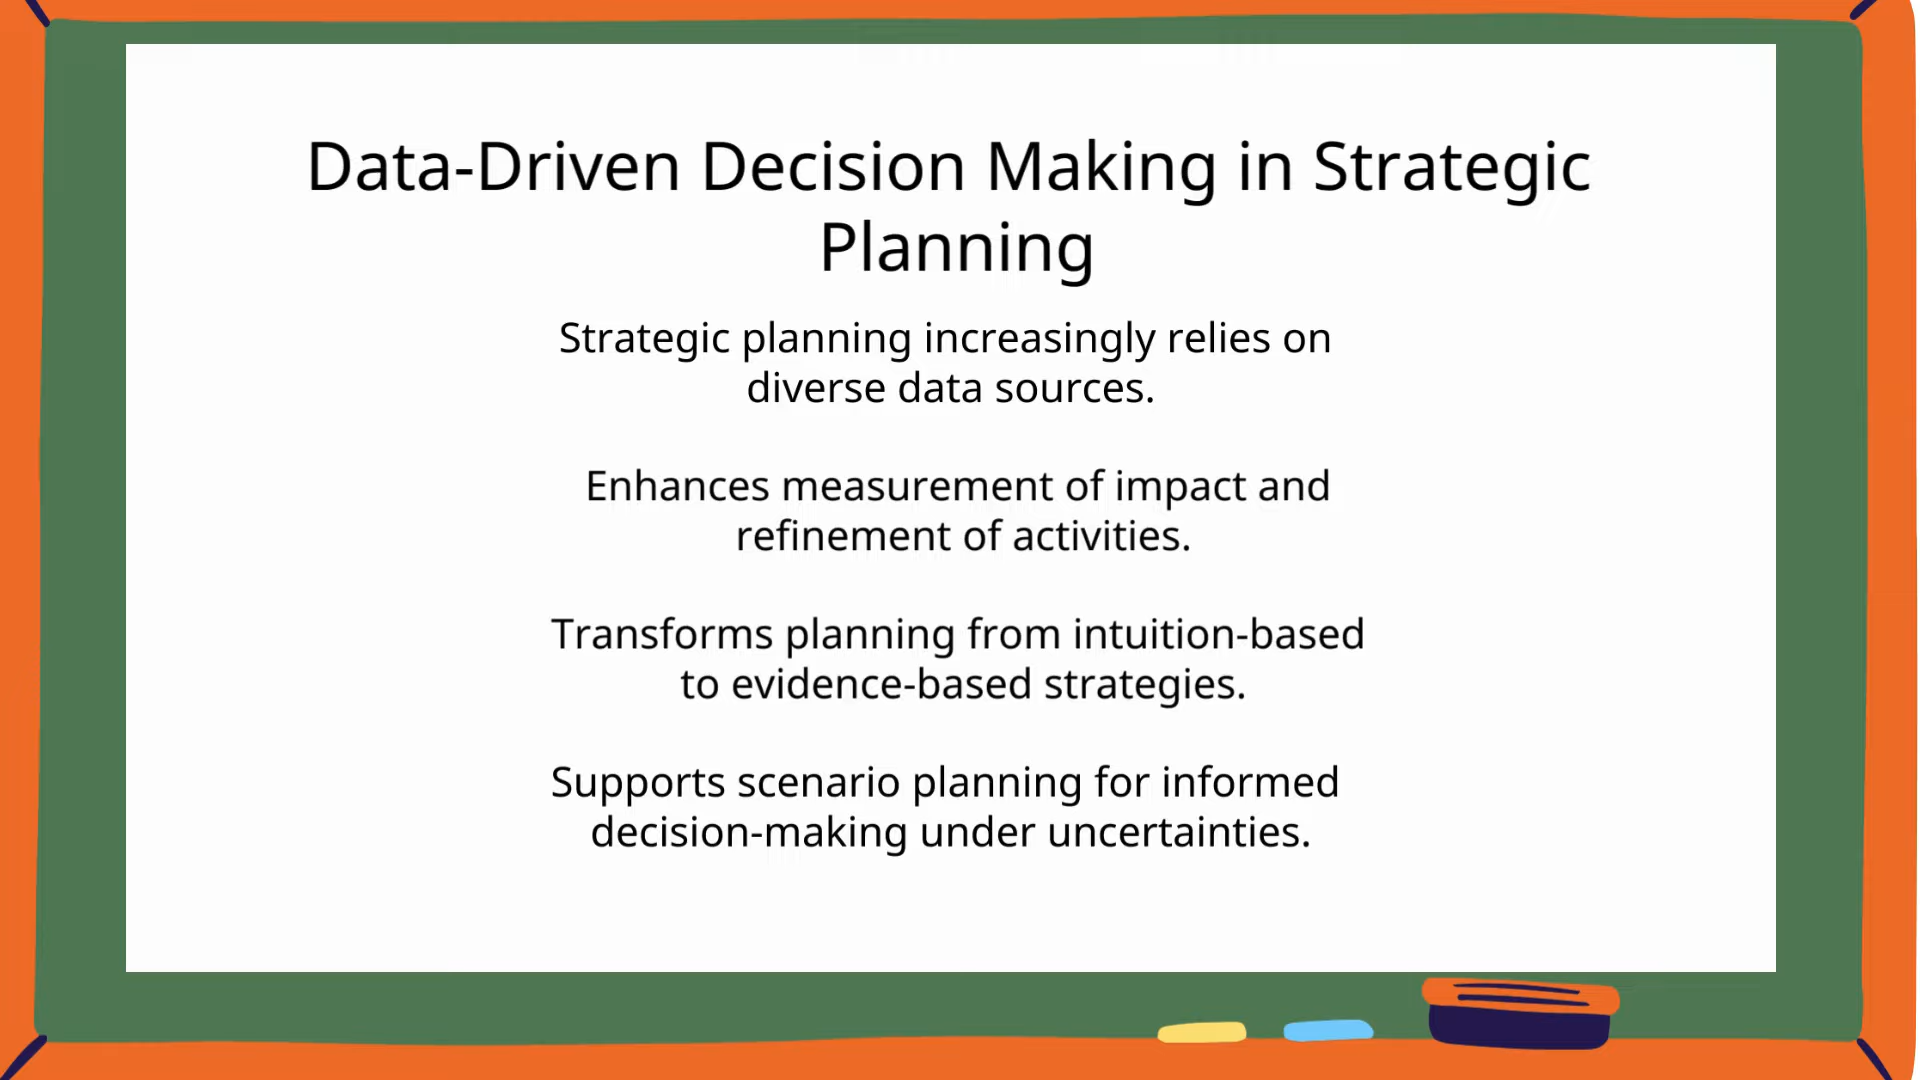 Data-Driven Decision Making in Strategic
Planning
Strategic planning increasingly relies on
diverse data sources.
Enhances measurement of impact and
refinement of activities.
Transforms planning from intuition-based
to evidence-based strategies.
Supports scenario planning for informed
decision-making under uncertainties.